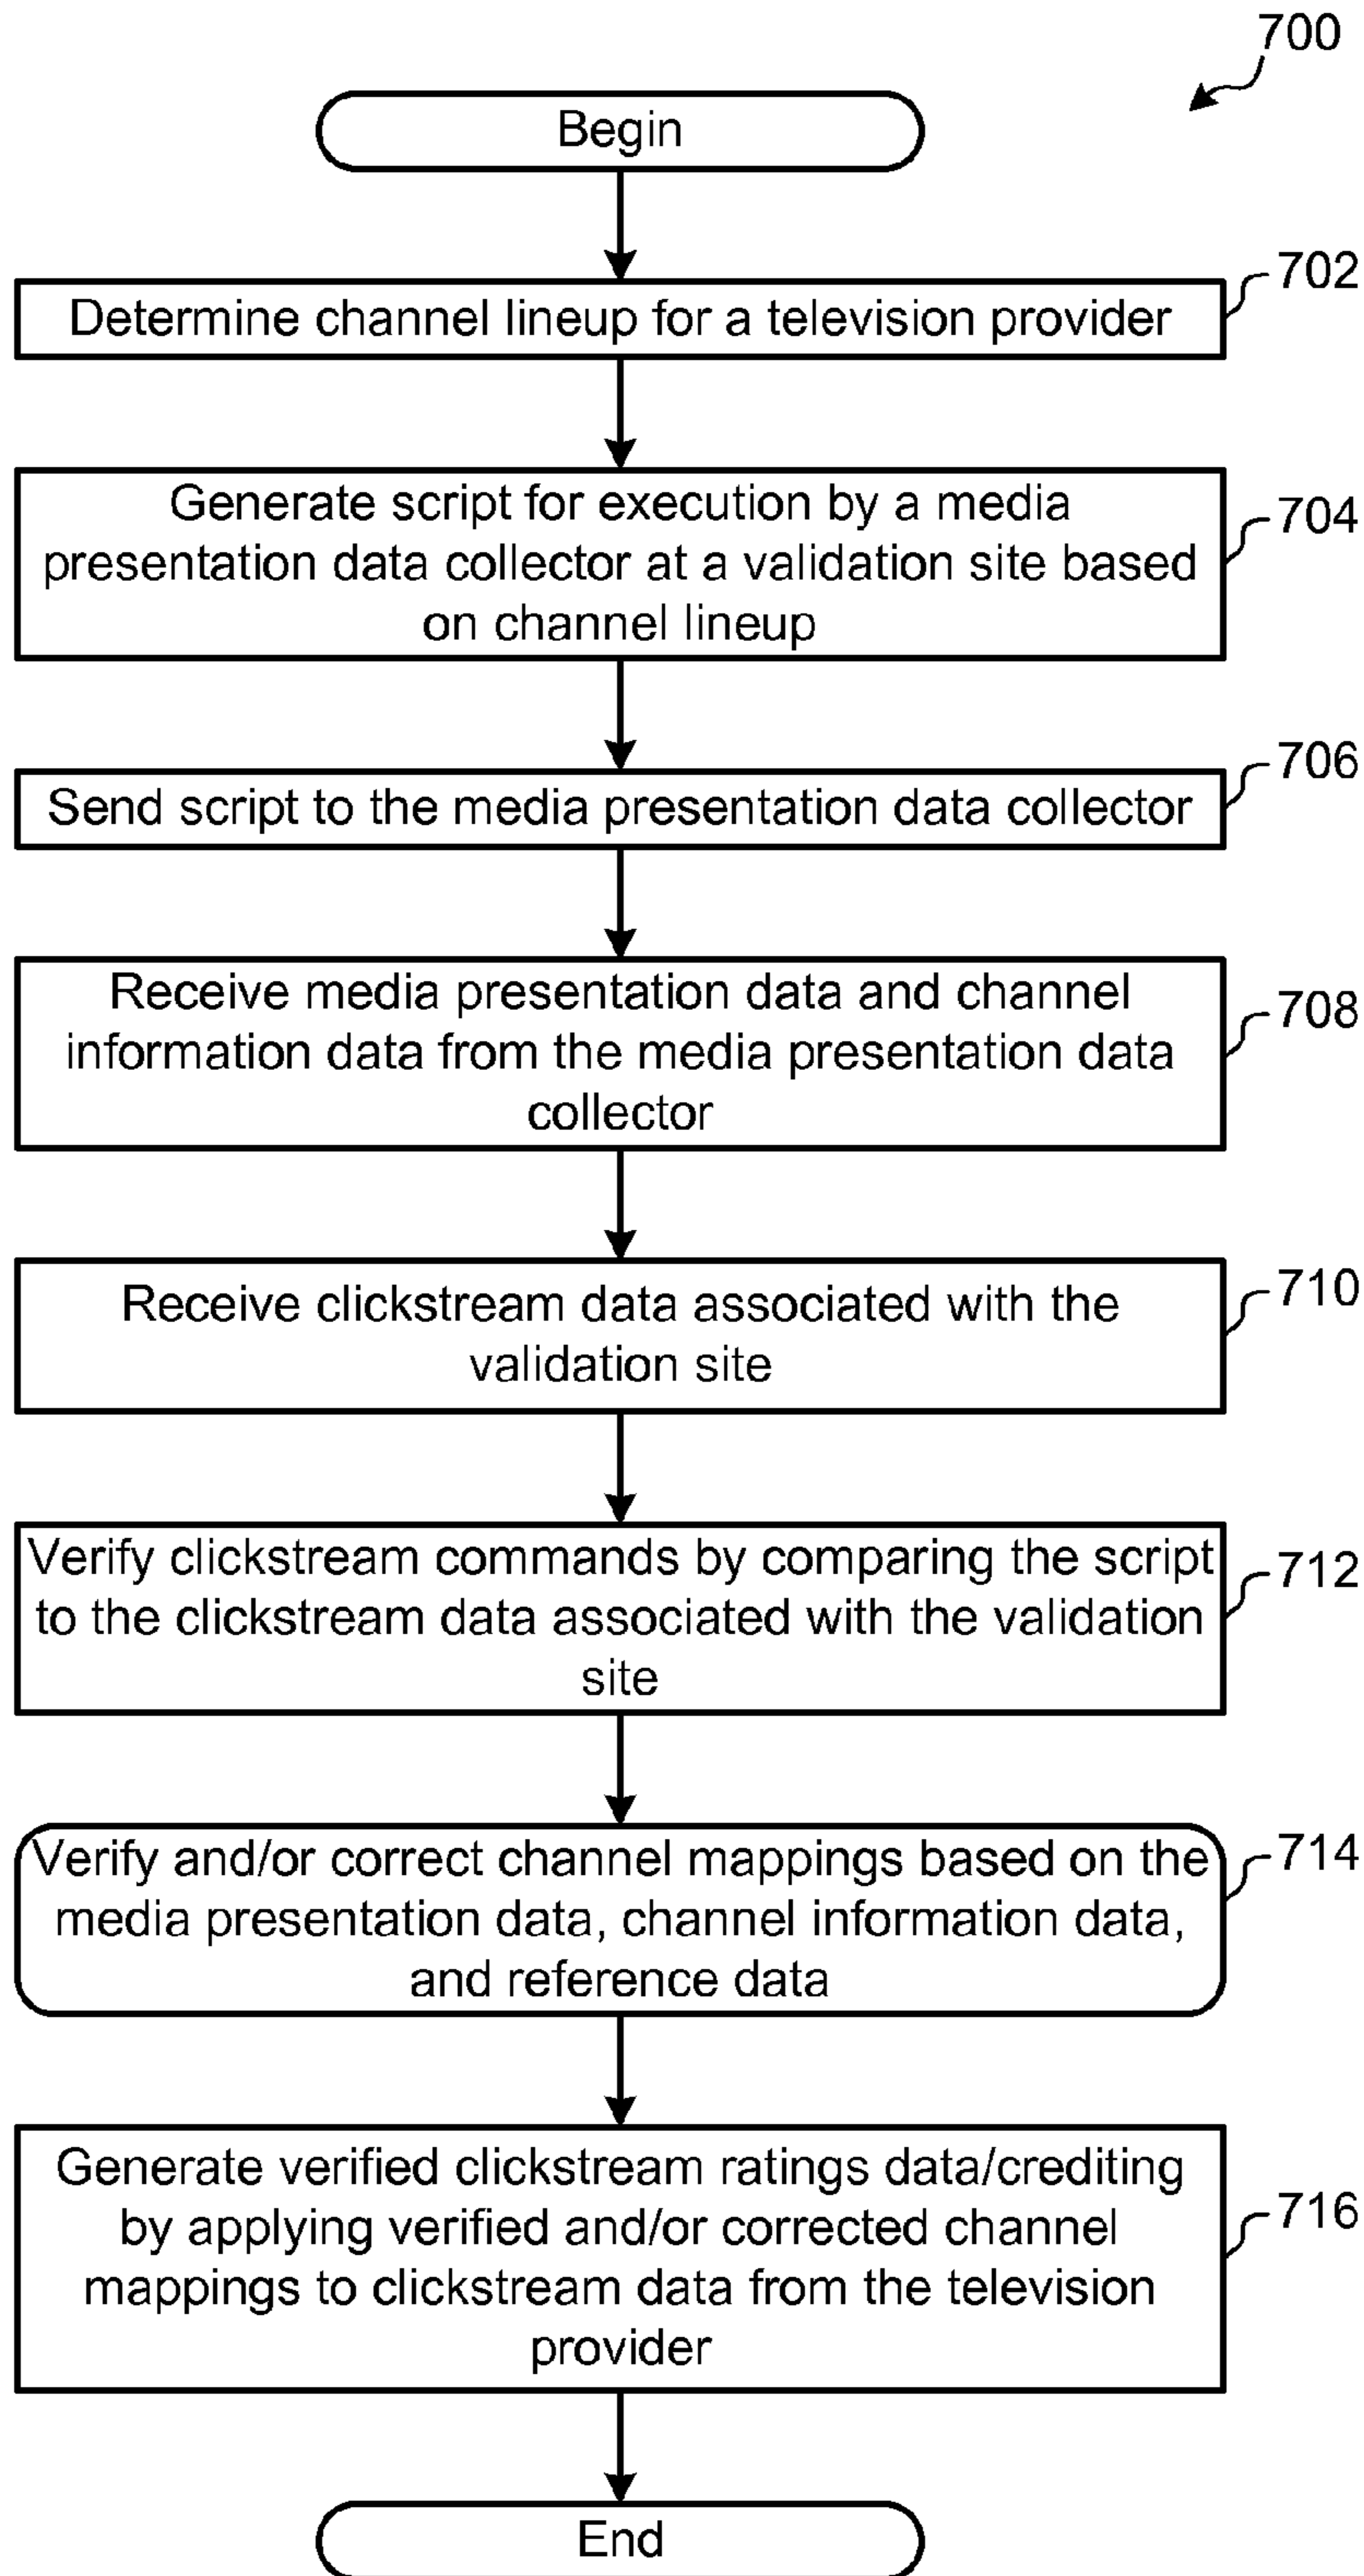 700
Begin
702
Determine channel lineup for a television provider
704
Generate script for execution by a media
presentation data collector at a validation site based
on channel lineup
706
Send script to the media presentation data collector
708
Receive media presentation data and channel
information data from the media presentation data
collector
710
Receive clickstream data associated with the
validation site
712
Verify clickstream commands by comparing the script
to the clickstream data associated with the validation
site
714
Verify and/or correct channel mappings based on the
media presentation data, channel information data,
and reference data
716
Generate verified clickstream ratings data/crediting
by applying verified and/or corrected channel
mappings to clickstream data from the television
provider
End